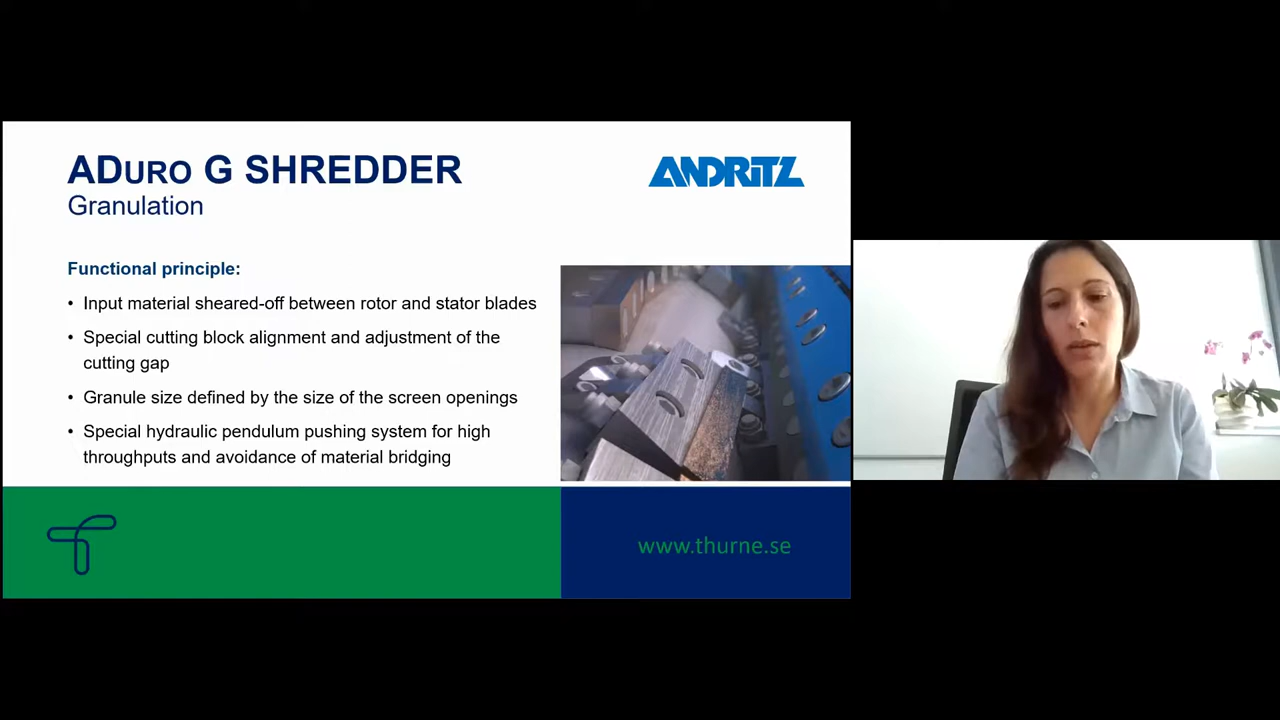 ADURO G SHREDDER
Granulation
ANDRITZ
Functional principle:
• Input material sheared-off between rotor and stator blades
• Special cutting block alignment and adjustment of the
cutting gap
• Granule size defined by the size of the screen openings
• Special hydraulic pendulum pushing system for high
throughputs and avoidance of material bridging
www.thurne.se